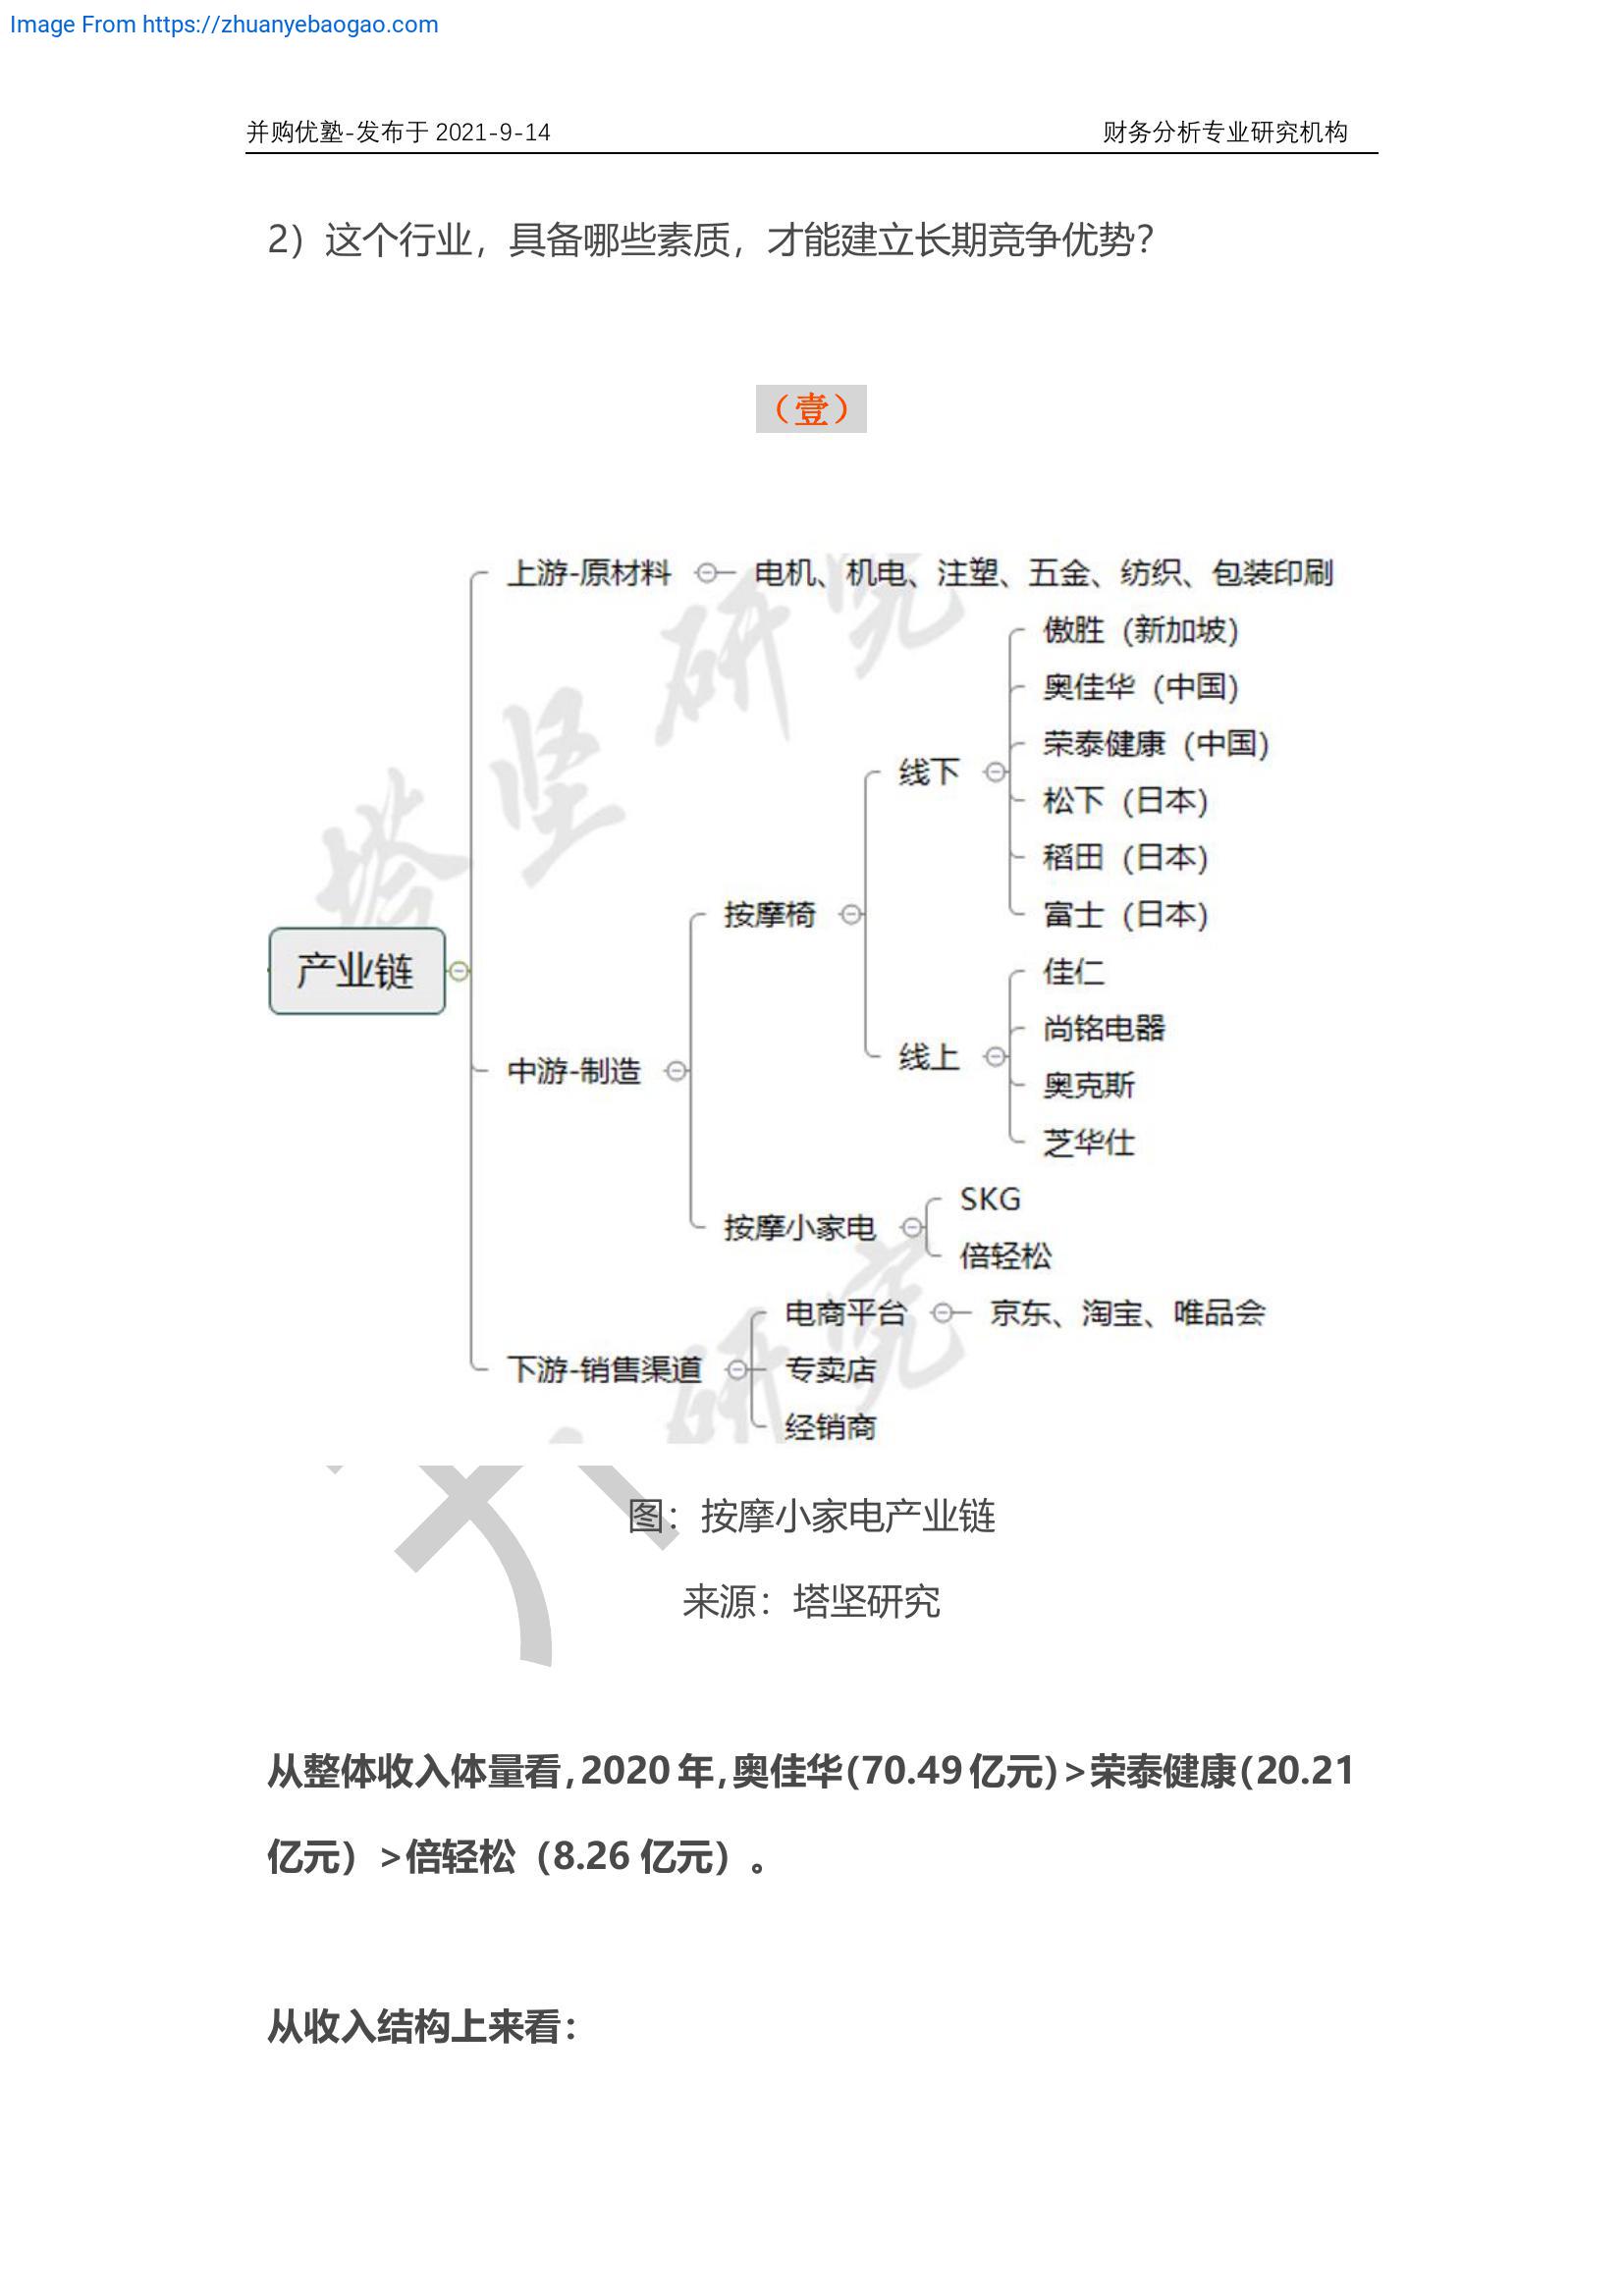 Image From https://zhuanyebaogao.com
并购优塾-发布于 2021-9-14 财务分析专业研究机构
2）这个行业，具备哪些素质，才能建立长期竞争优势？
（壹）
上游-原材料 电机、机电、注塑、五金、纺织、包装印刷
傲胜（新加坡）
奥佳华（中国）
荣泰健康（中国）
线下
松下（日本）
稻田（日本）
按摩椅 富士（日本）
产业链 佳仁
尚铭电器
中游-制造 线上
奥克斯
芝华仕
SKG
按摩小家电
倍轻松
电商平台 京东、淘宝、唯品会
下游-销售渠道 专卖店
经销商
塔坚研究
研究
图：按摩小家电产业链
来源：塔坚研究
从整体收入体量看，2020 年，奥佳华（70.49 亿元）>荣泰健康（20.21
亿元）>倍轻松（8.26 亿元）。
从收入结构上来看：